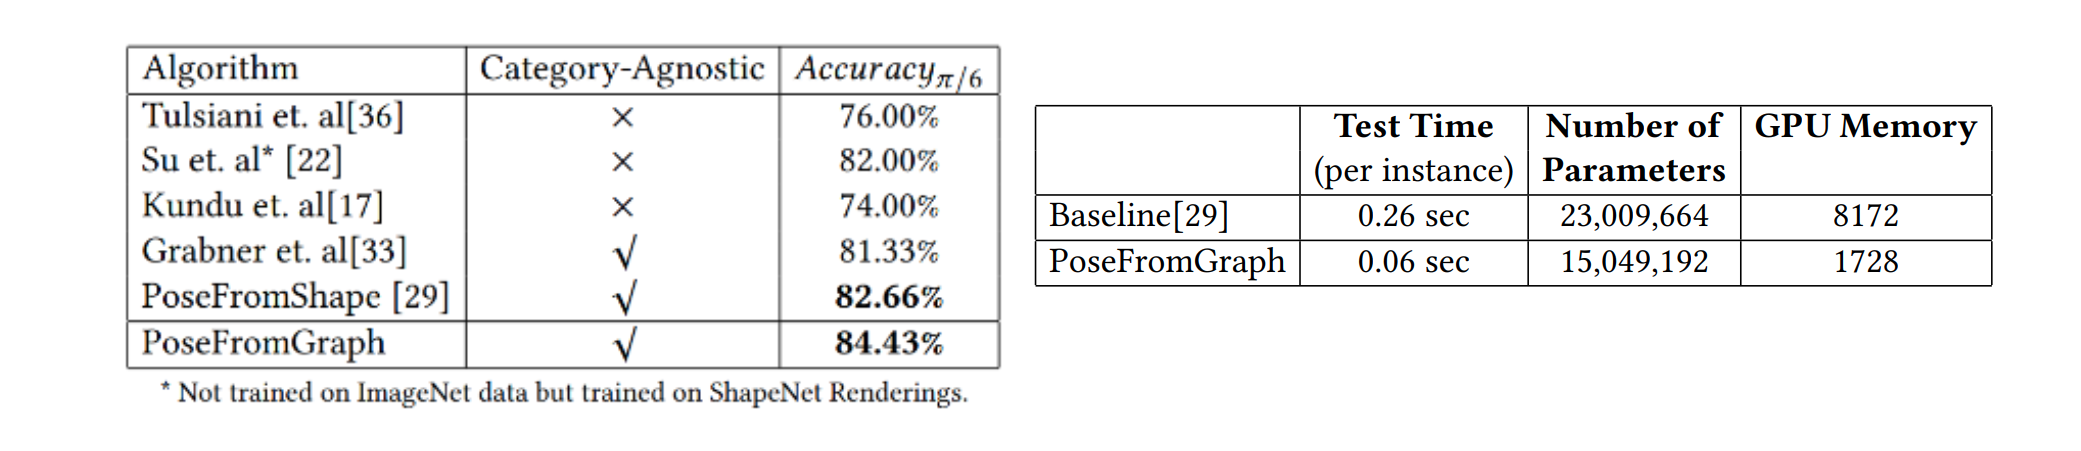 Algorithm Category-Agnostic Accuracyπ/6
Tulsiani et. al[36] × 76.00%
Su et. al* [22] × 82.00%
Kundu et. al[17] × 74.00%
Grabner et. al[33] √ 81.33%
PoseFromShape [29] √ 82.66%
PoseFromGraph √ 84.43%
* Not trained on ImageNet data but trained on ShapeNet Renderings.
Test Time Number of GPU Memory
(per instance) Parameters
Baseline[29] 0.26 sec 23,009,664 8172
PoseFromGraph 0.06 sec 15,049,192 1728